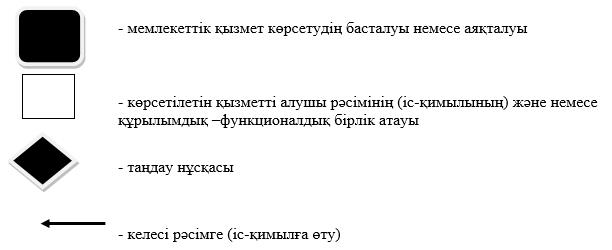 - мемлекеттік қызмет көрсетудің басталуы немесе аяқталуы
- көрсетілетін қызметті алушы рәсімінің (іс-қимылының) және немесе
құрылымдық –функционалдық бірлік атауы
- таңдау нұсқасы
- келесі рәсімге (іс-қимылға өту)